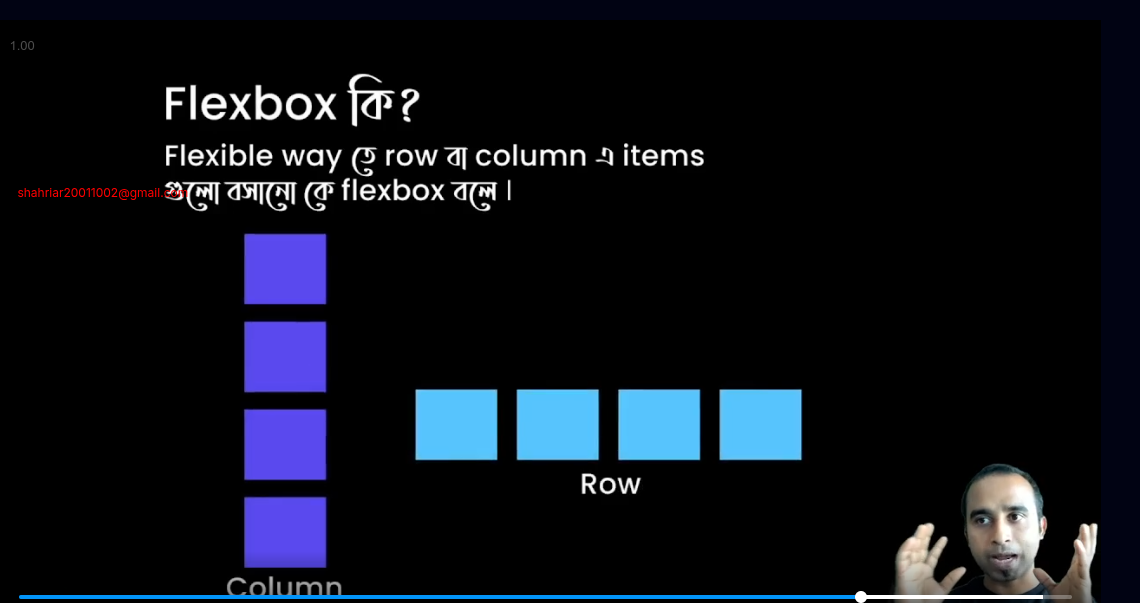 1.00
Flexbox কি?
Flexible way তে row বা column এ items
shahriar20011002@gmail.com
গুলো বসানো কে flexbox বলে।
Row
Column